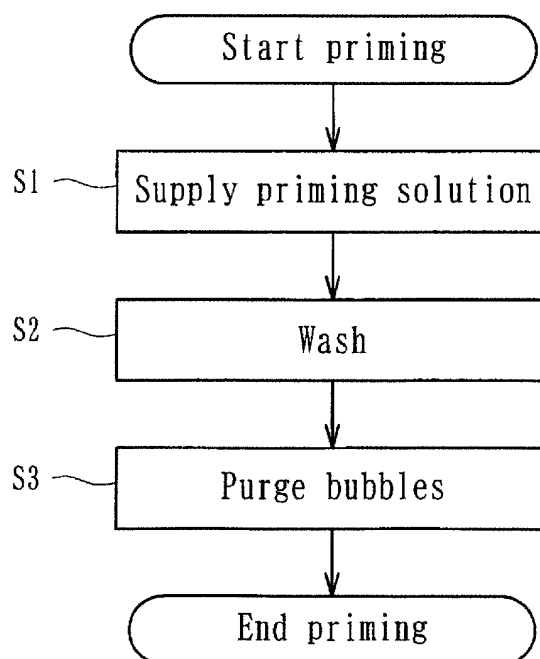 Start priming
S1 Supply priming solution
S2 Wash
S3 Purge bubbles
End priming